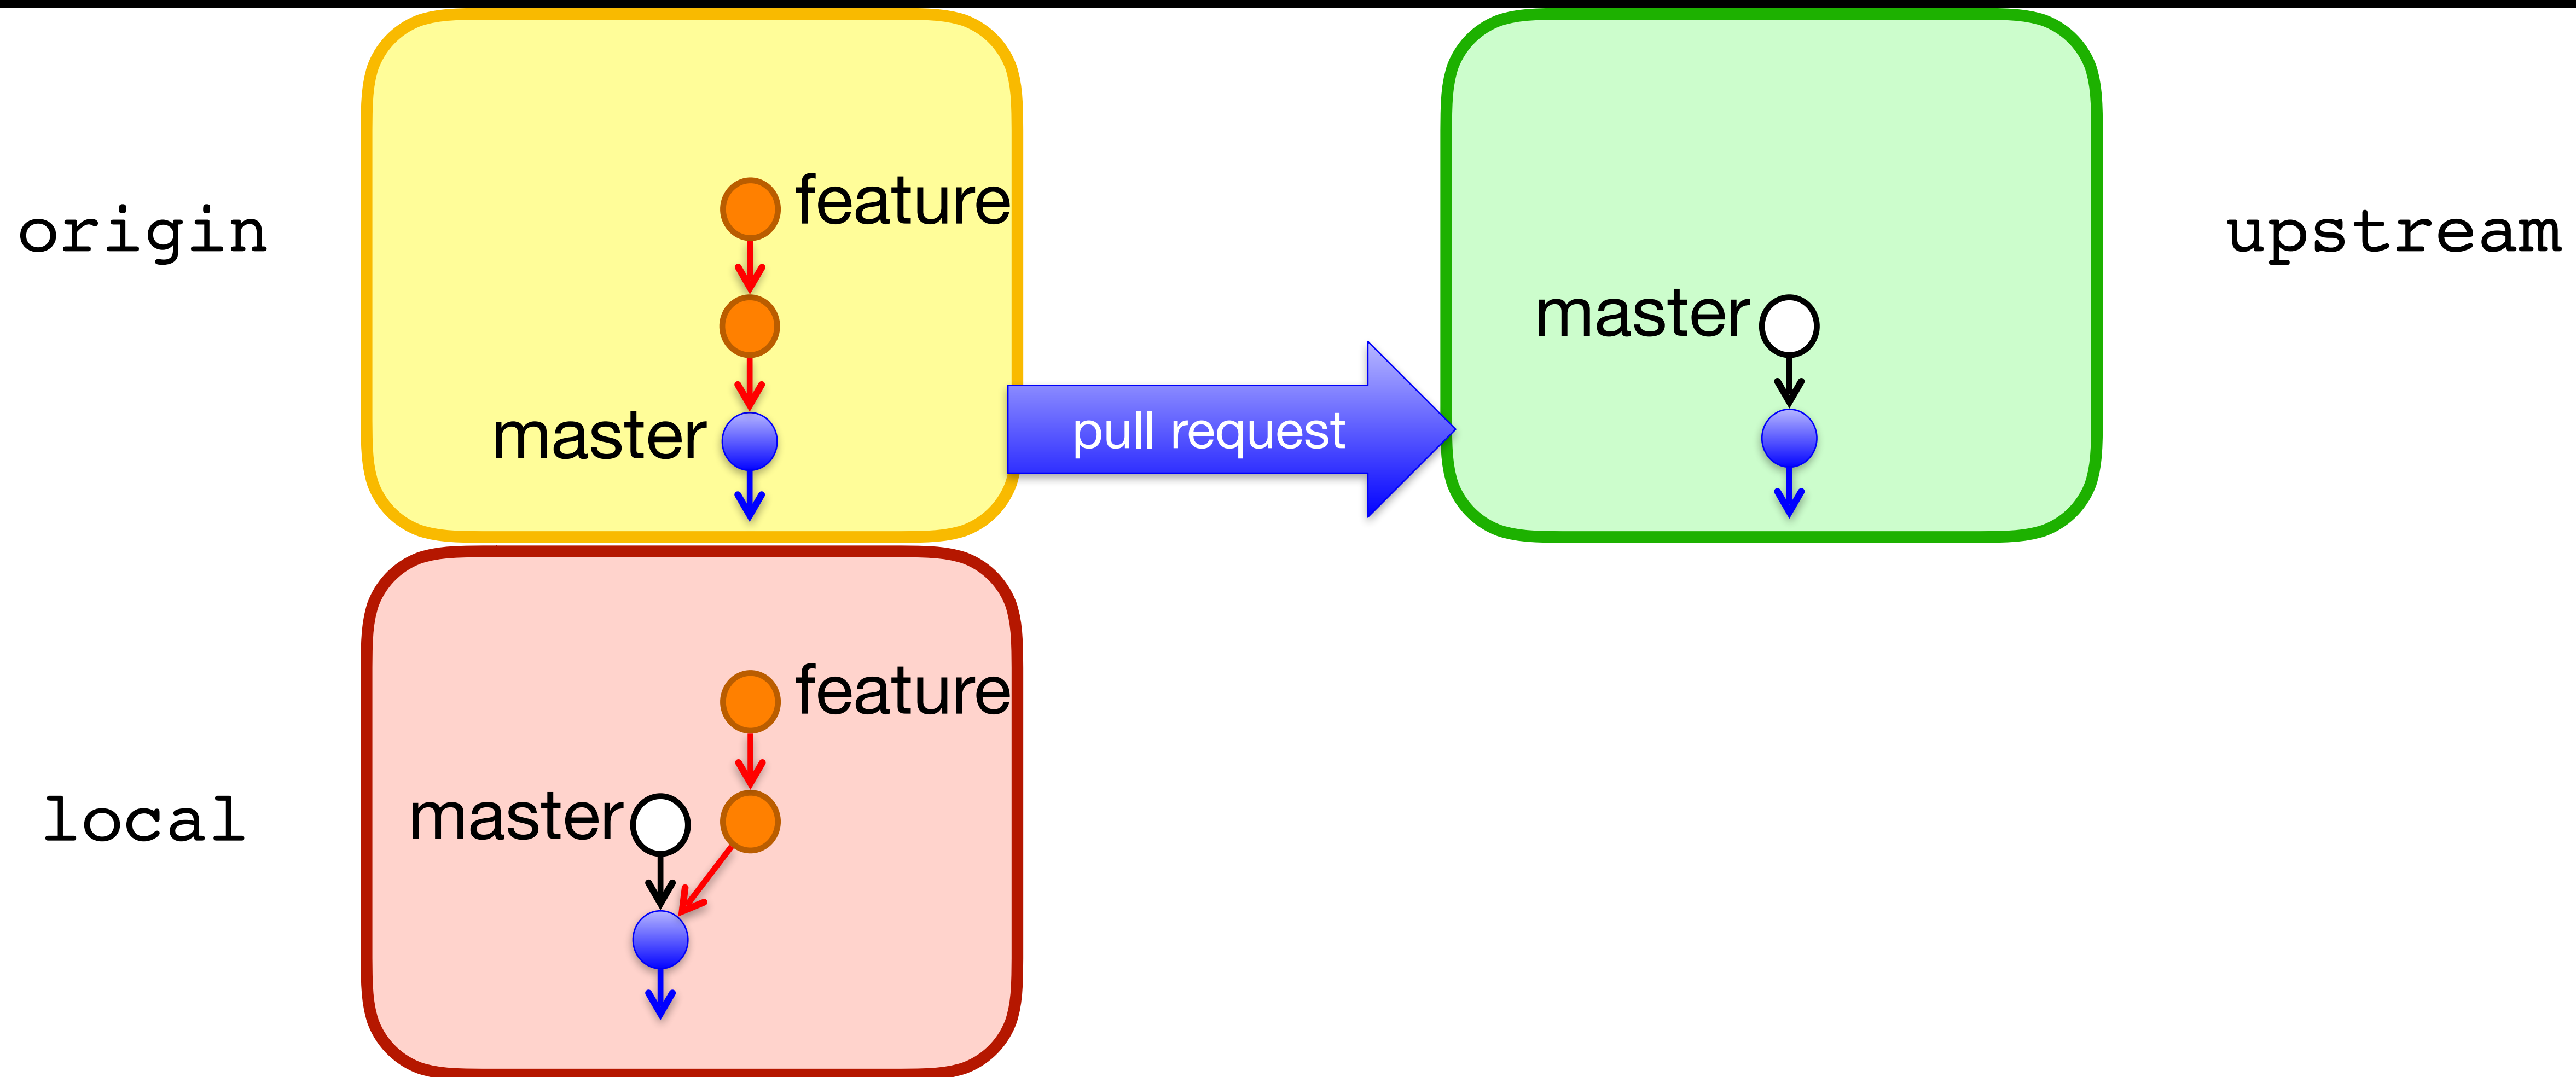 origin
feature
master
pull request
master
upstream
local
feature
master